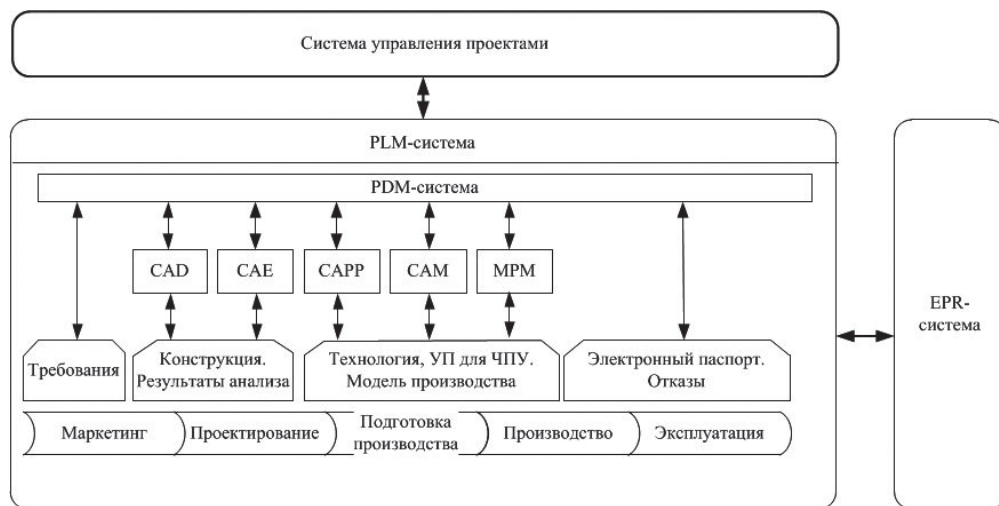 Система управления проектами
PLM-система
PDM-система
CAD
CAE
CAPP
CAM
MPM
EPR-
система
Требования
Конструкция.
Результаты анализа
Технология, УП для ЧПУ.
Модель производства
Электронный паспорт.
Отказы
Маркетинг
Проектирование
Подготовка
производства
Производство
Эксплуатация